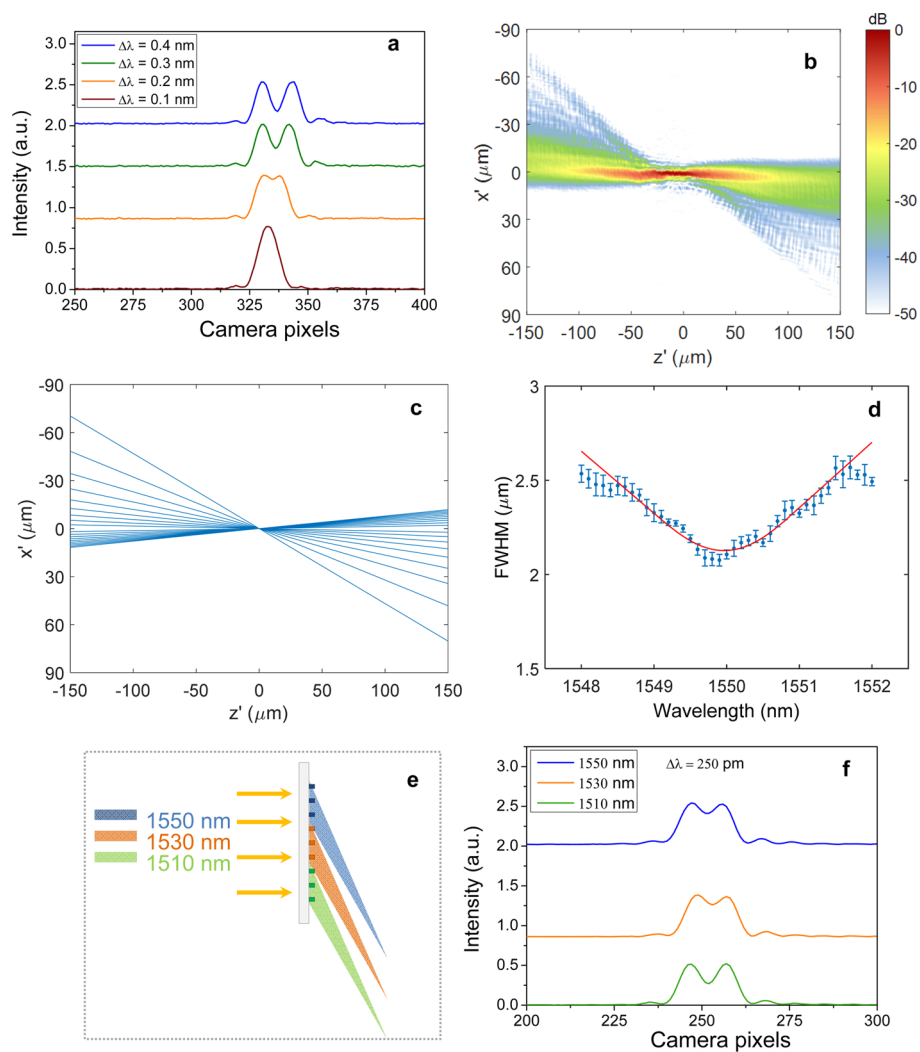 a
Δλ = 0.4 nm
Δλ = 0.3 nm
Δλ = 0.2 nm
Δλ = 0.1 nm
3.0
2.5
2.0
1.5
1.0
0.5
0.0
Intensity (a.u.)
250 275 300 325 350 375 400
Camera pixels
b
dB
0
-10
-20
-30
-40
-50
-90
-60
-30
0
30
60
90
x' (μm)
-150 -100 -50 0 50 100 150
z' (μm)
c
-90
-60
-30
0
30
60
90
x' (μm)
-150 -100 -50 0 50 100 150
z' (μm)
d
3
2.5
2
1.5
FWHM (μm)
1548 1549 1550 1551 1552
Wavelength (nm)
e
1550 nm
1530 nm
1510 nm
f
1550 nm
1530 nm
1510 nm
Δλ = 250 pm
3.0
2.5
2.0
1.5
1.0
0.5
0.0
Intensity (a.u.)
200 225 250 275 300
Camera pixels